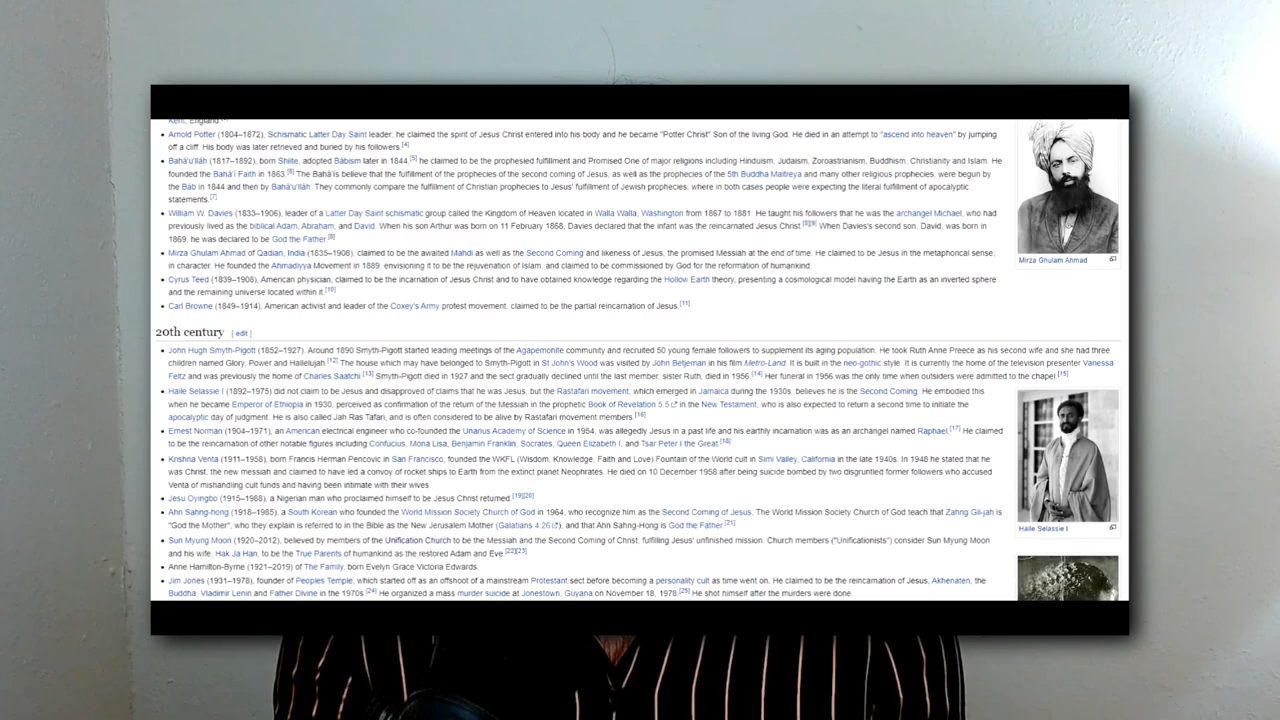 Kent, England.
Arnold Potter (1804–1872), Schismatic Latter Day Saint leader; he claimed the spirit of Jesus Christ entered into his body and he became "Potter Christ" Son of the living God. He died in an attempt to "ascend into heaven" by jumping
off a cliff. His body was later retrieved and buried by his followers.[4]
Bahá'u'lláh (1817–1892), born Shiite, adopted Bábism later in 1844,[5] he claimed to be the prophesied fulfillment and Promised One of major religions including Hinduism, Judaism, Zoroastrianism, Buddhism, Christianity and Islam. He
founded the Bahá'í Faith in 1863.[6] The Bahá'ís believe that the fulfillment of the prophecies of the second coming of Jesus, as well as the prophecies of the 5th Buddha Maitreya and many other religious prophecies, were begun by
the Báb in 1844 and then by Bahá'u'lláh. They commonly compare the fulfillment of Christian prophecies to Jesus' fulfillment of Jewish prophecies, where in both cases people were expecting the literal fulfillment of apocalyptic
statements.[7]
William W. Davies (1833–1906), leader of a Latter Day Saint schismatic group called the Kingdom of Heaven located in Walla Walla, Washington from 1867 to 1881. He taught his followers that he was the archangel Michael, who had
previously lived as the biblical Adam, Abraham, and David. When his son Arthur was born on 11 February 1868, Davies declared that the infant was the reincarnated Jesus Christ.[8][9] When Davies's second son, David, was born in
1869, he was declared to be God the Father.[8]
Mirza Ghulam Ahmad of Qadian, India (1835–1908), claimed to be the awaited Mahdi as well as the Second Coming and likeness of Jesus, the promised Messiah at the end of time. He claimed to be Jesus in the metaphorical sense;
in character. He founded the Ahmadiyya Movement in 1889, envisioning it to be the rejuvenation of Islam, and claimed to be commissioned by God for the reformation of humankind.
Mirza Ghulam Ahmad
Cyrus Teed (1839–1908), American physician, claimed to be the incarnation of Jesus Christ and to have obtained knowledge regarding the Hollow Earth theory, presenting a cosmological model having the Earth as an inverted sphere
and the remaining universe located within it.[10]
Carl Browne (1849–1914), American activist and leader of the Coxey's Army protest movement, claimed to be the partial reincarnation of Jesus.[11]
20th century [ edit ]
John Hugh Smyth-Pigott (1852–1927). Around 1890 Smyth-Pigott started leading meetings of the Agapemonite community and recruited 50 young female followers to supplement its aging population. He took Ruth Anne Preece as his second wife and she had three
children named Glory, Power and Hallelujah.[12] The house which may have belonged to Smyth-Pigott in St John's Wood was visited by John Betjeman in his film Metro-Land. It is built in the neo-gothic style. It is currently the home of the television presenter Vanessa
Feltz and was previously the home of Charles Saatchi.[13] Smyth-Pigott died in 1927 and the sect gradually declined until the last member, sister Ruth, died in 1956.[14] Her funeral in 1956 was the only time when outsiders were admitted to the chapel.[15]
Haile Selassie I (1892–1975) did not claim to be Jesus and disapproved of claims that he was Jesus, but the Rastafari movement, which emerged in Jamaica during the 1930s, believes he is the Second Coming. He embodied this
when he became Emperor of Ethiopia in 1930, perceived as confirmation of the return of the Messiah in the prophetic Book of Revelation 5:5 in the New Testament, who is also expected to return a second time to initiate the
apocalyptic day of judgment. He is also called Jah Ras Tafari, and is often considered to be alive by Rastafari movement members.[16]
Ernest Norman (1904–1971), an American electrical engineer who co-founded the Unarius Academy of Science in 1954, was allegedly Jesus in a past life and his earthly incarnation was as an archangel named Raphael.[17] He claimed
to be the reincarnation of other notable figures including Confucius, Mona Lisa, Benjamin Franklin, Socrates, Queen Elizabeth I, and Tsar Peter I the Great.[18]
Krishna Venta (1911–1958), born Francis Herman Pencovic in San Francisco, founded the WKFL (Wisdom, Knowledge, Faith and Love) Fountain of the World cult in Simi Valley, California in the late 1940s. In 1948 he stated that he
was Christ, the new messiah and claimed to have led a convoy of rocket ships to Earth from the extinct planet Neophrates. He died on 10 December 1958 after being suicide bombed by two disgruntled former followers who accused
Venta of mishandling cult funds and having been intimate with their wives.
Jesu Oyingbo (1915–1988), a Nigerian man who proclaimed himself to be Jesus Christ returned.[19][20]
Ahn Sahng-hong (1918–1985), a South Korean who founded the World Mission Society Church of God in 1964, who recognize him as the Second Coming of Jesus. The World Mission Society Church of God teach that Zahng Gil-jah is
"God the Mother", who they explain is referred to in the Bible as the New Jerusalem Mother (Galatians 4:26), and that Ahn Sahng-Hong is God the Father.[21]
Haile Selassie I
Sun Myung Moon (1920–2012), believed by members of the Unification Church to be the Messiah and the Second Coming of Christ, fulfilling Jesus' unfinished mission. Church members ("Unificationists") consider Sun Myung Moon
and his wife, Hak Ja Han, to be the True Parents of humankind as the restored Adam and Eve.[22][23]
Anne Hamilton-Byrne (1921–2019) of The Family, born Evelyn Grace Victoria Edwards.
Jim Jones (1931–1978), founder of Peoples Temple, which started off as an offshoot of a mainstream Protestant sect before becoming a personality cult as time went on. He claimed to be the reincarnation of Jesus, Akhenaten, the
Buddha, Vladimir Lenin and Father Divine in the 1970s.[24] He organized a mass murder suicide at Jonestown, Guyana on November 18, 1978.[25] He shot himself after the murders were done.